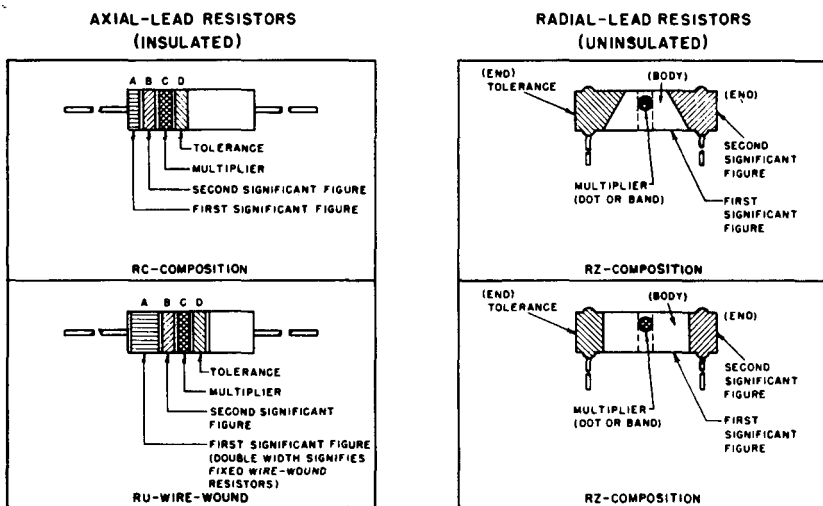 AXIAL-LEAD RESISTORS
(INSULATED)
A B C D
TOLERANCE
MULTIPLIER
SECOND SIGNIFICANT FIGURE
FIRST SIGNIFICANT FIGURE
RC-COMPOSITION
A B C D
TOLERANCE
MULTIPLIER
SECOND SIGNIFICANT
FIGURE
FIRST SIGNIFICANT FIGURE
(DOUBLE WIDTH SIGNIFIES
FIXED WIRE-WOUND
RESISTORS)
RU-WIRE-WOUND
RADIAL-LEAD RESISTORS
(UNINSULATED)
(END)
TOLERANCE
(BODY)
(END)
SECOND
SIGNIFICANT
FIGURE
MULTIPLIER
(DOT OR BAND)
FIRST
SIGNIFICANT
FIGURE
RZ-COMPOSITION
(END)
TOLERANCE
(BODY)
(END)
SECOND
SIGNIFICANT
FIGURE
MULTIPLIER
(DOT OR BAND)
FIRST
SIGNIFICANT
FIGURE
RZ-COMPOSITION